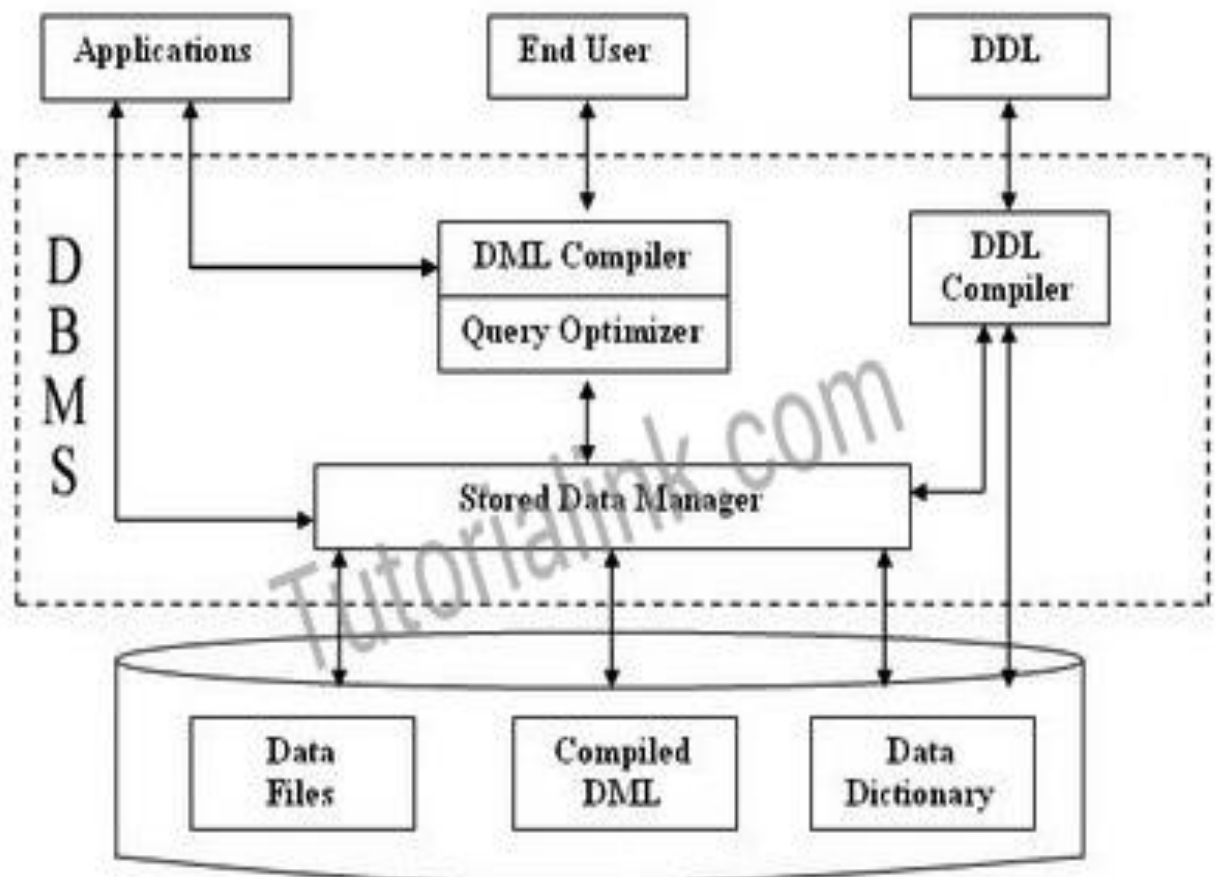 Applications
End User
DDL
DBMS
DML Compiler
DDL
Compiler
Query Optimizer
Stored Data Manager
Tutorialink.com
Data
Files
Compiled
DML
Data
Dictionary